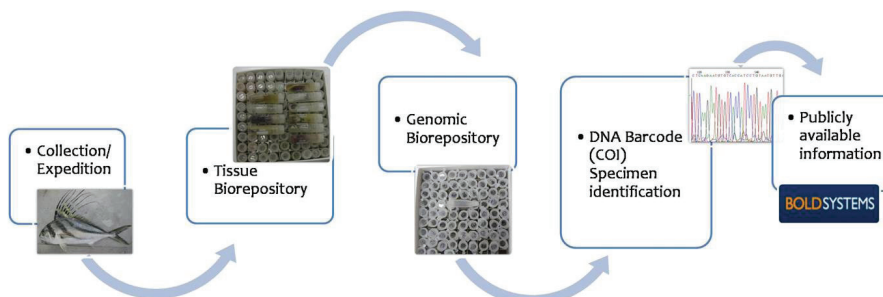 • Collection/
Expedition
• Tissue
Biorepository
• Genomic
Biorepository
• DNA Barcode
(COI)
Specimen
identification
• Publicly
available
information
BOLDSYSTEMS